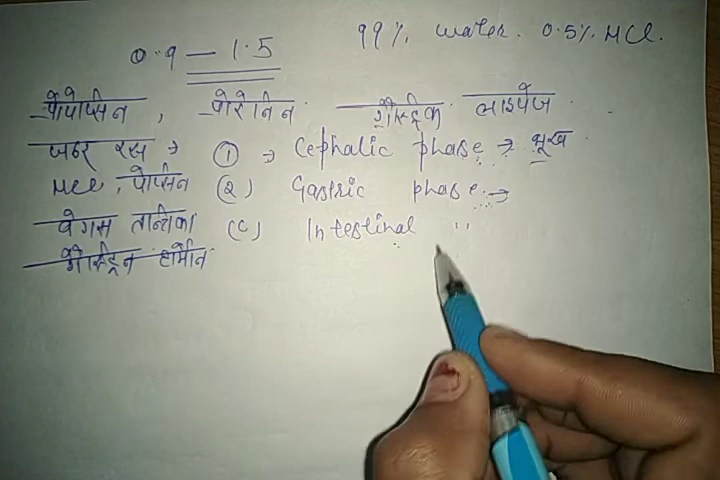 0.9 — 1.5 99% water. 0.5% HCl.
पेपेप्सिन, पोरेनिन गैस्ट्रिक लाइपेज
जठर रस → ① → Cephalic phase → भूख
HCl, पेप्सिन (2) Gastric phase →
वेगस तान्त्रिका (C) Intestinal "
गैस्ट्रिन हार्मोन